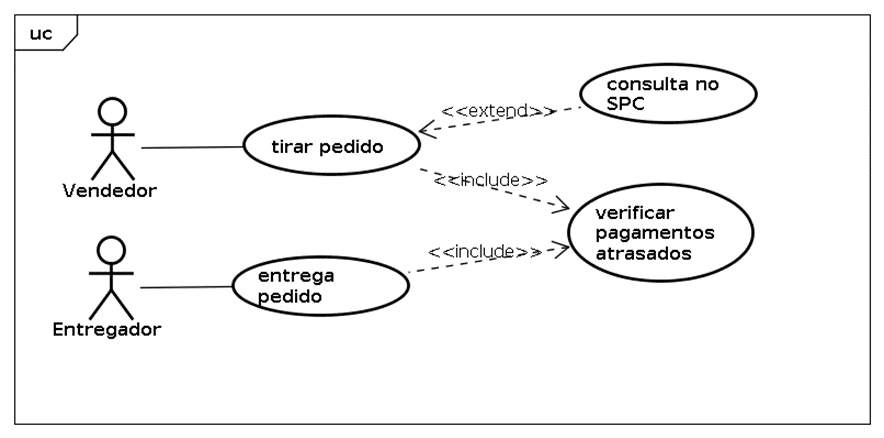 uc
consulta no
SPC
<<extend>>
tirar pedido
Vendedor
<<include>>
verificar
pagamentos
atrasados
<<include>>
entrega
pedido
Entregador